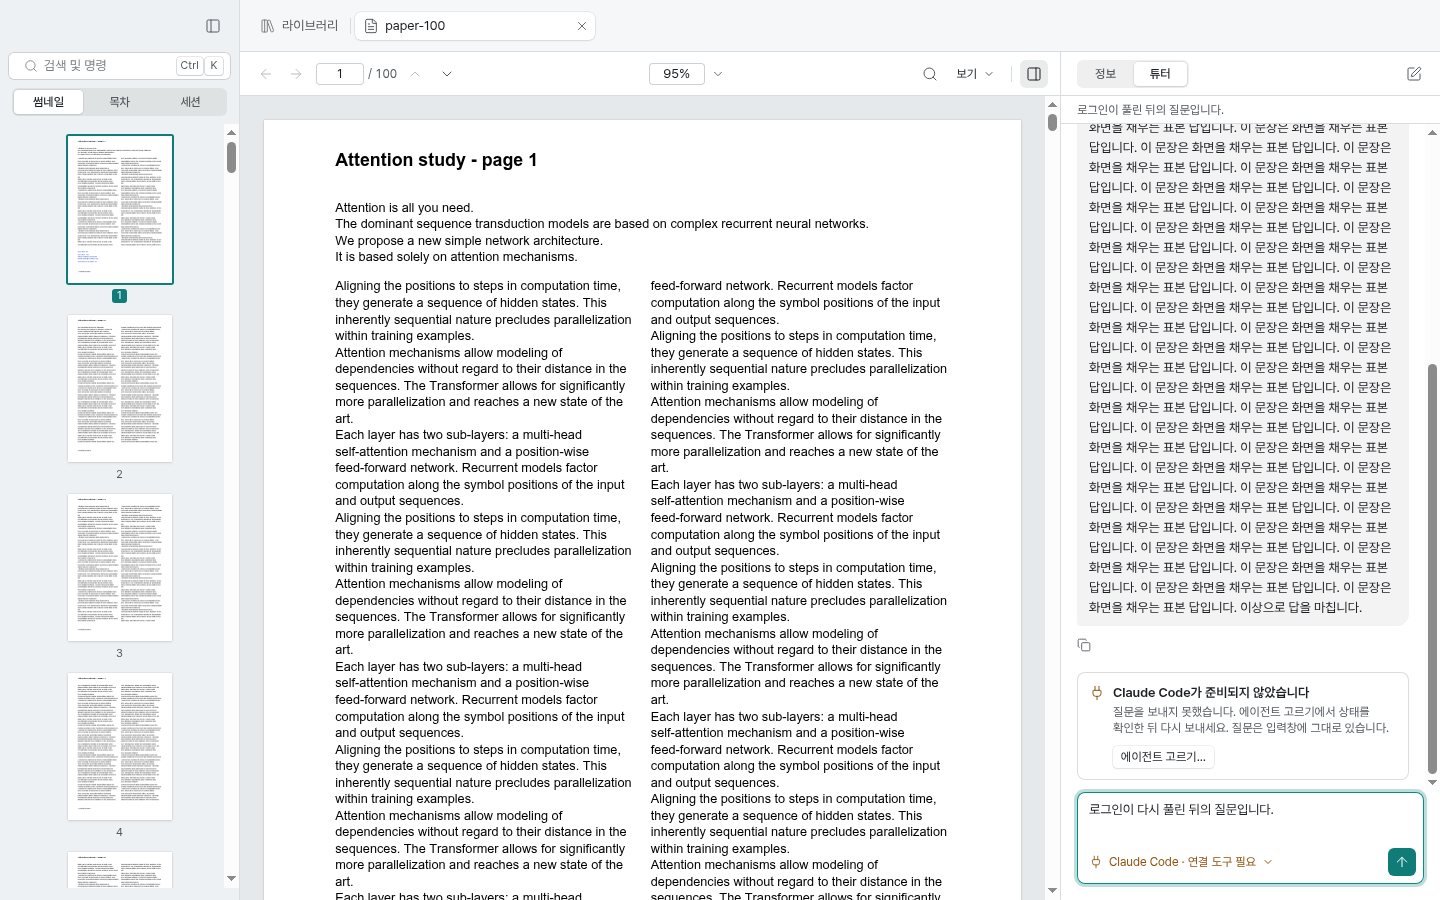 라이브러리
paper-100
검색 및 명령
Ctrl
K
썸네일
목차
세션
1
2
3
4
1
/ 100
95%
보기
Attention study - page 1
Attention is all you need.
The dominant sequence transduction models are based on complex recurrent neural networks.
We propose a new simple network architecture.
It is based solely on attention mechanisms.
Aligning the positions to steps in computation time,
they generate a sequence of hidden states. This
inherently sequential nature precludes parallelization
within training examples.
Attention mechanisms allow modeling of
dependencies without regard to their distance in the
sequences. The Transformer allows for significantly
more parallelization and reaches a new state of the
art.
Each layer has two sub-layers: a multi-head
self-attention mechanism and a position-wise
feed-forward network. Recurrent models factor
computation along the symbol positions of the input
and output sequences.
Aligning the positions to steps in computation time,
they generate a sequence of hidden states. This
inherently sequential nature precludes parallelization
within training examples.
Attention mechanisms allow modeling of
dependencies without regard to their distance in the
sequences. The Transformer allows for significantly
more parallelization and reaches a new state of the
art.
Each layer has two sub-layers: a multi-head
self-attention mechanism and a position-wise
feed-forward network. Recurrent models factor
computation along the symbol positions of the input
and output sequences.
Aligning the positions to steps in computation time,
they generate a sequence of hidden states. This
inherently sequential nature precludes parallelization
within training examples.
Attention mechanisms allow modeling of
dependencies without regard to their distance in the
sequences. The Transformer allows for significantly
more parallelization and reaches a new state of the
art.
Each layer has two sub-layers: a multi-head
feed-forward network. Recurrent models factor
computation along the symbol positions of the input
and output sequences.
Aligning the positions to steps in computation time,
they generate a sequence of hidden states. This
inherently sequential nature precludes parallelization
within training examples.
Attention mechanisms allow modeling of
dependencies without regard to their distance in the
sequences. The Transformer allows for significantly
more parallelization and reaches a new state of the
art.
Each layer has two sub-layers: a multi-head
self-attention mechanism and a position-wise
feed-forward network. Recurrent models factor
computation along the symbol positions of the input
and output sequences.
Aligning the positions to steps in computation time,
they generate a sequence of hidden states. This
inherently sequential nature precludes parallelization
within training examples.
Attention mechanisms allow modeling of
dependencies without regard to their distance in the
sequences. The Transformer allows for significantly
more parallelization and reaches a new state of the
art.
Each layer has two sub-layers: a multi-head
self-attention mechanism and a position-wise
feed-forward network. Recurrent models factor
computation along the symbol positions of the input
and output sequences.
Aligning the positions to steps in computation time,
they generate a sequence of hidden states. This
inherently sequential nature precludes parallelization
within training examples.
Attention mechanisms allow modeling of
dependencies without regard to their distance in the
sequences. The Transformer allows for significantly
정보
튜터
로그인이 풀린 뒤의 질문입니다.
화면을 채우는 표본 답입니다. 이 문장은 화면을 채우는 표본
답입니다. 이 문장은 화면을 채우는 표본 답입니다. 이 문장은
화면을 채우는 표본 답입니다. 이 문장은 화면을 채우는 표본
답입니다. 이 문장은 화면을 채우는 표본 답입니다. 이 문장은
화면을 채우는 표본 답입니다. 이 문장은 화면을 채우는 표본
답입니다. 이 문장은 화면을 채우는 표본 답입니다. 이 문장은
화면을 채우는 표본 답입니다. 이 문장은 화면을 채우는 표본
답입니다. 이 문장은 화면을 채우는 표본 답입니다. 이 문장은
화면을 채우는 표본 답입니다. 이 문장은 화면을 채우는 표본
답입니다. 이 문장은 화면을 채우는 표본 답입니다. 이 문장은
화면을 채우는 표본 답입니다. 이 문장은 화면을 채우는 표본
답입니다. 이 문장은 화면을 채우는 표본 답입니다. 이 문장은
화면을 채우는 표본 답입니다. 이 문장은 화면을 채우는 표본
답입니다. 이 문장은 화면을 채우는 표본 답입니다. 이 문장은
화면을 채우는 표본 답입니다. 이 문장은 화면을 채우는 표본
답입니다. 이 문장은 화면을 채우는 표본 답입니다. 이 문장은
화면을 채우는 표본 답입니다. 이 문장은 화면을 채우는 표본
답입니다. 이 문장은 화면을 채우는 표본 답입니다. 이 문장은
화면을 채우는 표본 답입니다. 이 문장은 화면을 채우는 표본
답입니다. 이 문장은 화면을 채우는 표본 답입니다. 이 문장은
화면을 채우는 표본 답입니다. 이 문장은 화면을 채우는 표본
답입니다. 이 문장은 화면을 채우는 표본 답입니다. 이 문장은
화면을 채우는 표본 답입니다. 이 문장은 화면을 채우는 표본
답입니다. 이 문장은 화면을 채우는 표본 답입니다. 이 문장은
화면을 채우는 표본 답입니다. 이상으로 답을 마칩니다.
Claude Code가 준비되지 않았습니다
질문을 보내지 못했습니다. 에이전트 고르기에서 상태를
확인한 뒤 다시 보내세요. 질문은 입력창에 그대로 있습니다.
에이전트 고르기...
로그인이 다시 풀린 뒤의 질문입니다.
Claude Code · 연결 도구 필요